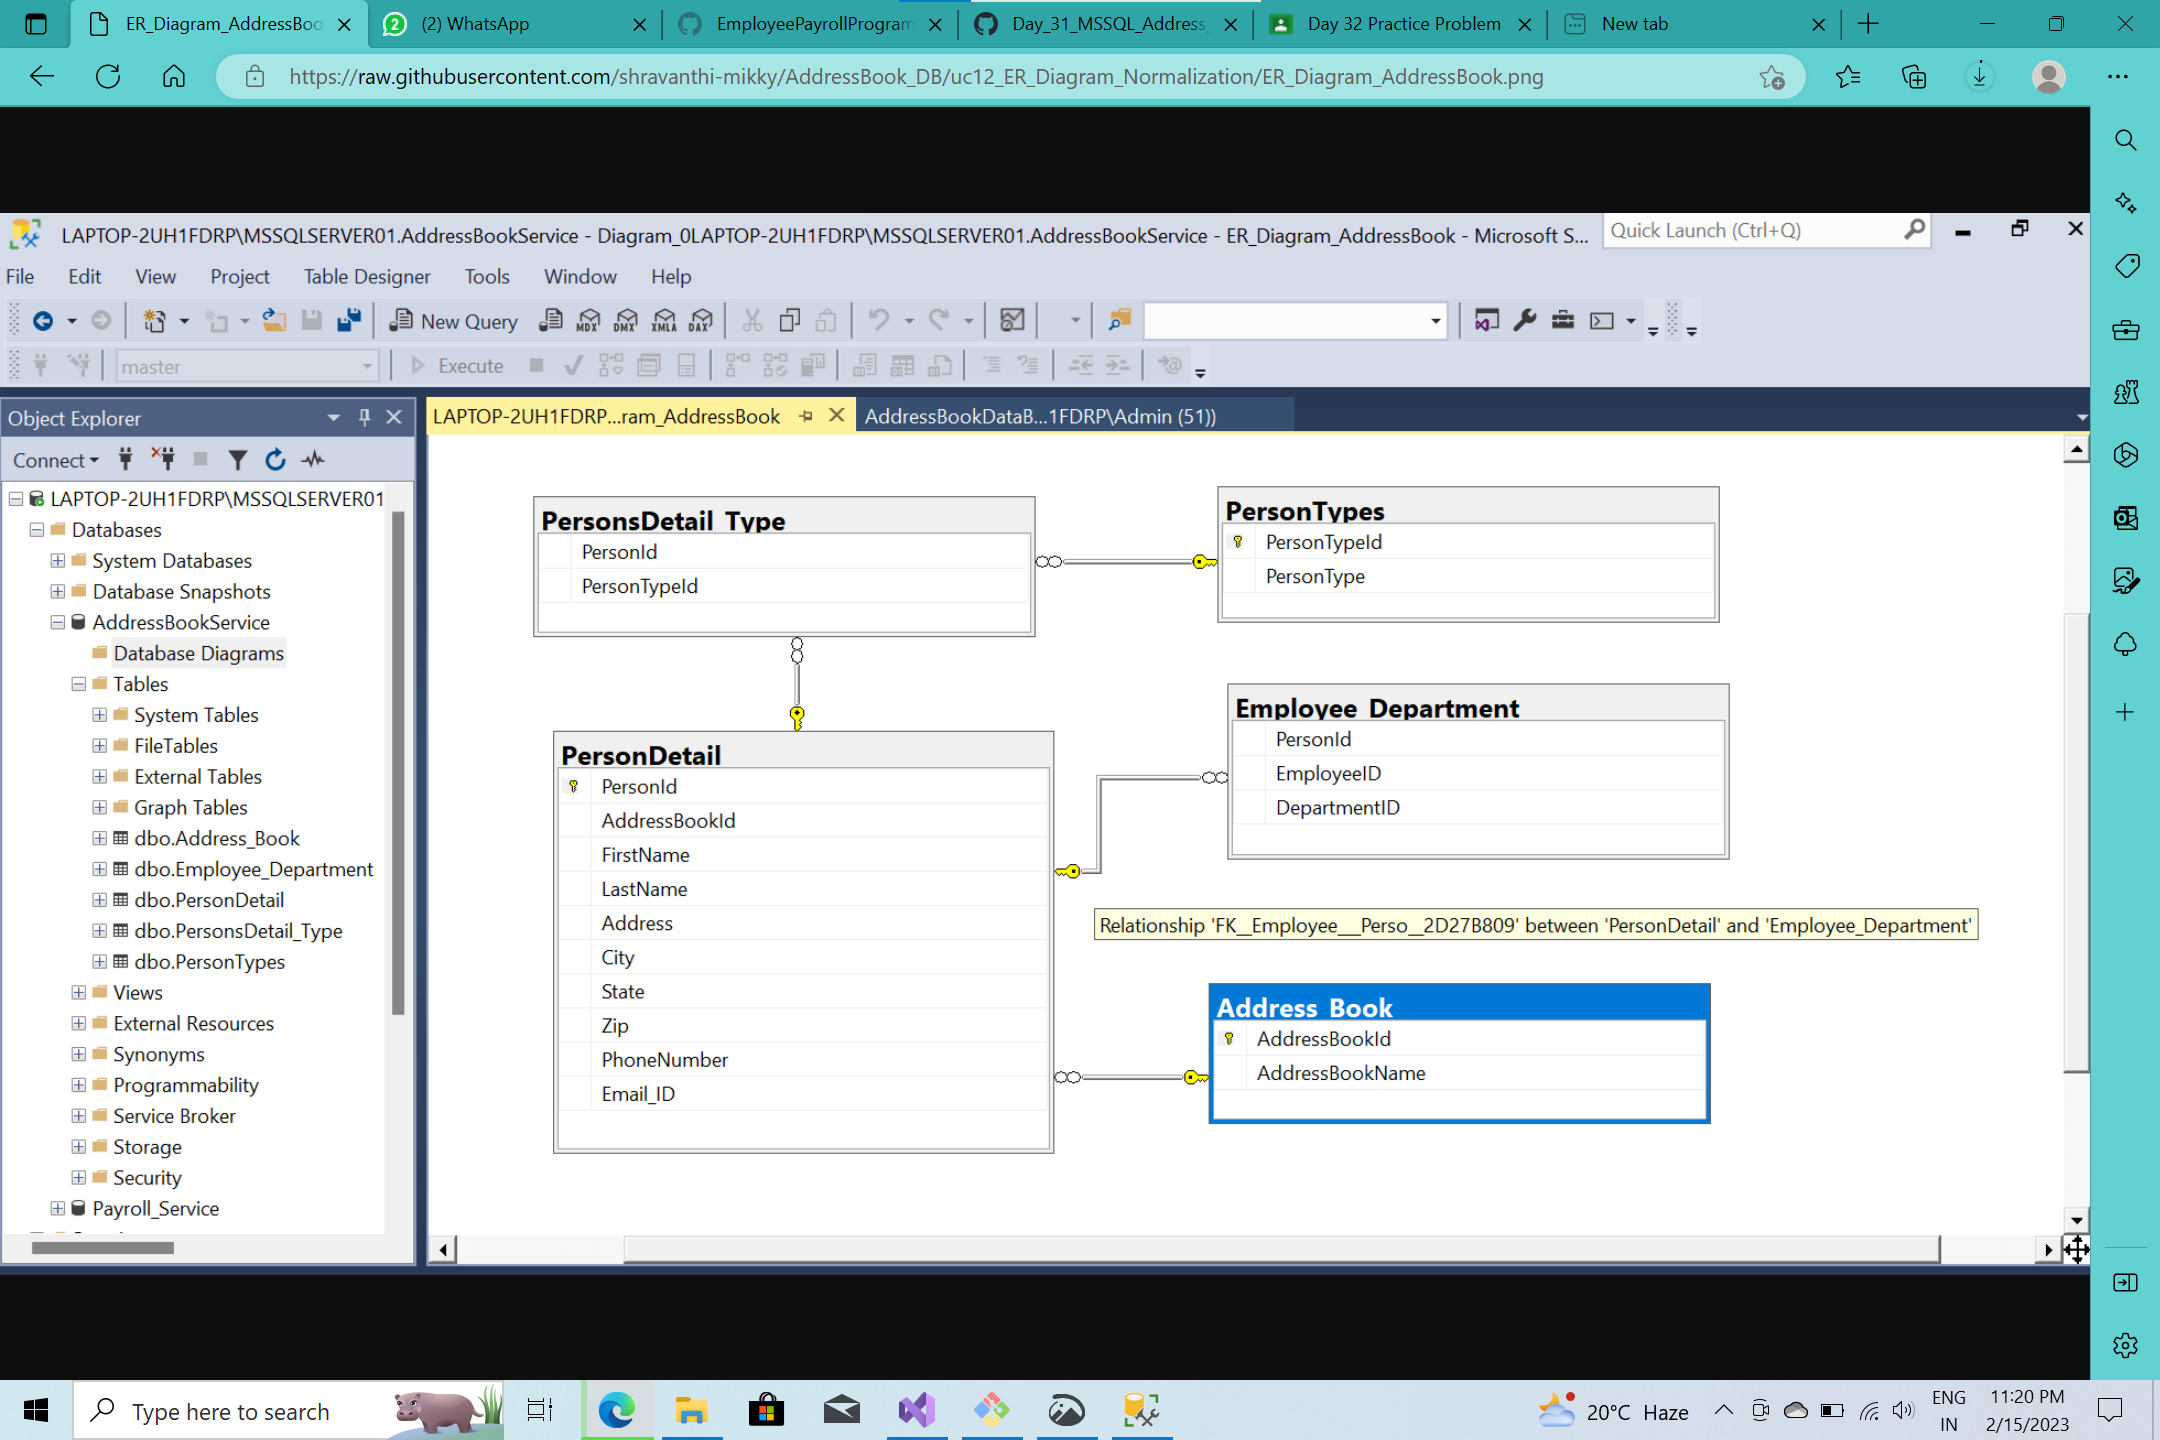 ER_Diagram_AddressBoo
(2) WhatsApp
EmployeePayrollProgram
Day_31_MSSQL_Address_
Day 32 Practice Problem
New tab
https://raw.githubusercontent.com/shravanthi-mikky/AddressBook_DB/uc12_ER_Diagram_Normalization/ER_Diagram_AddressBook.png
LAPTOP-2UH1FDRP\MSSQLSERVER01.AddressBookService - Diagram_0LAPTOP-2UH1FDRP\MSSQLSERVER01.AddressBookService - ER_Diagram_AddressBook - Microsoft S...
Quick Launch (Ctrl+Q)
File Edit View Project Table Designer Tools Window Help
New Query
MDX DMX XMLA DAX
master
Execute
Object Explorer
Connect
LAPTOP-2UH1FDRP\MSSQLSERVER01
Databases
System Databases
Database Snapshots
AddressBookService
Database Diagrams
Tables
System Tables
FileTables
External Tables
Graph Tables
dbo.Address_Book
dbo.Employee_Department
dbo.PersonDetail
dbo.PersonsDetail_Type
dbo.PersonTypes
Views
External Resources
Synonyms
Programmability
Service Broker
Storage
Security
Payroll_Service
LAPTOP-2UH1FDRP...ram_AddressBook
AddressBookDataB...1FDRP\Admin (51))
PersonsDetail_Type
PersonId
PersonTypeId
PersonTypes
PersonTypeId
PersonType
Employee_Department
PersonId
EmployeeID
DepartmentID
PersonDetail
PersonId
AddressBookId
FirstName
LastName
Address
City
State
Zip
PhoneNumber
Email_ID
Relationship 'FK__Employee___Perso__2D27B809' between 'PersonDetail' and 'Employee_Department'
Address_Book
AddressBookId
AddressBookName
Type here to search
20°C Haze
ENG
IN
11:20 PM
2/15/2023